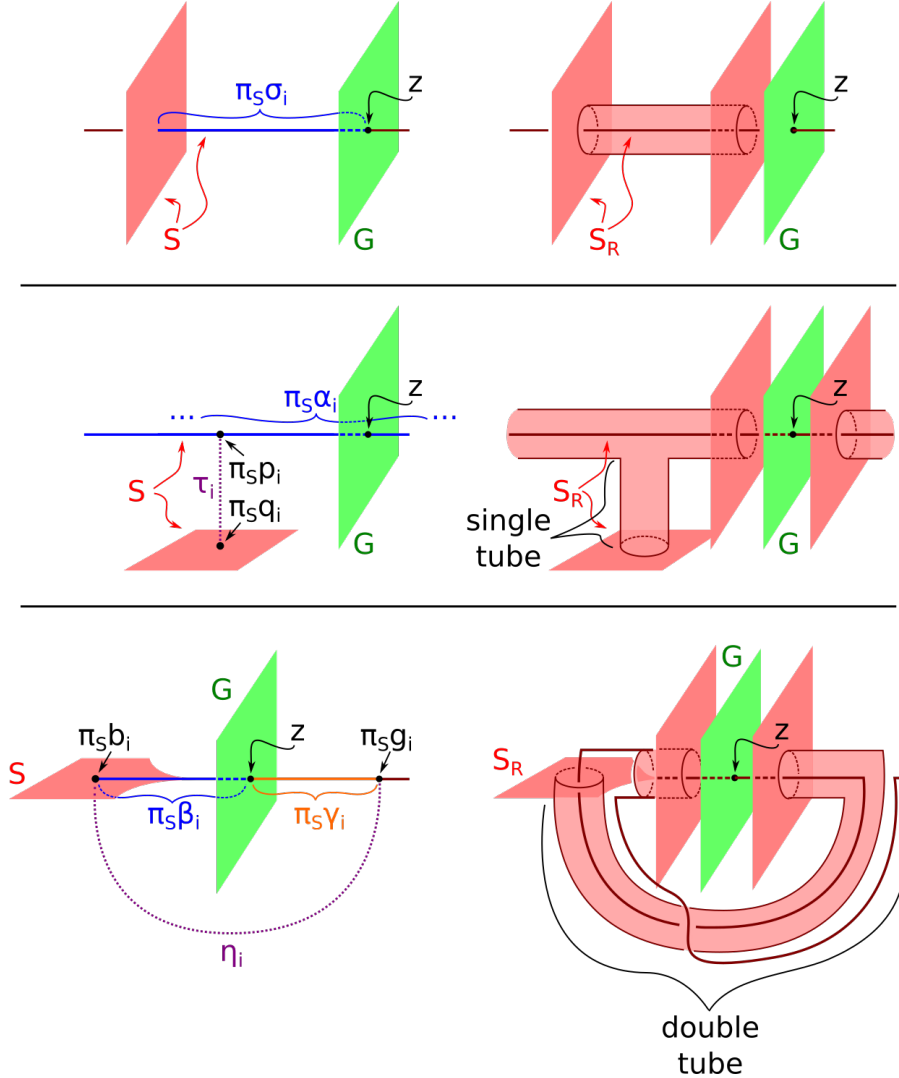 π_Sσ_i
z
S
G
z
S_R
G
... π_Sα_i ...
z
π_Sp_i
S
τ_i
π_Sq_i
G
z
S_R
single
tube
G
G
z
π_Sb_i
π_Sg_i
S
π_Sβ_i
π_Sγ_i
η_i
G
z
S_R
double
tube